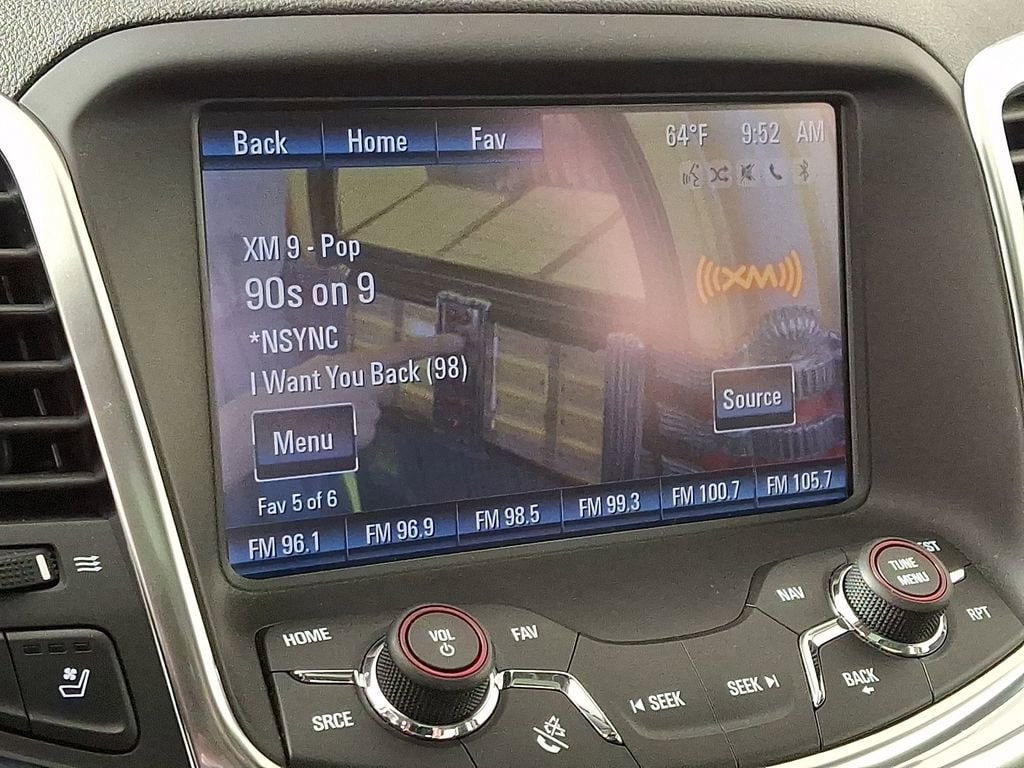 Back Home Fav 64°F 9:52 AM
XM 9 - Pop
90s on 9
((XM))
*NSYNC
I Want You Back (98)
Source
Menu
Fav 5 of 6
FM 96.1 FM 96.9 FM 98.5 FM 99.3 FM 100.7 FM 105.7
HOME VOL FAV
SRCE
SEEK SEEK
NAV TUNE MENU
RPT
BACK